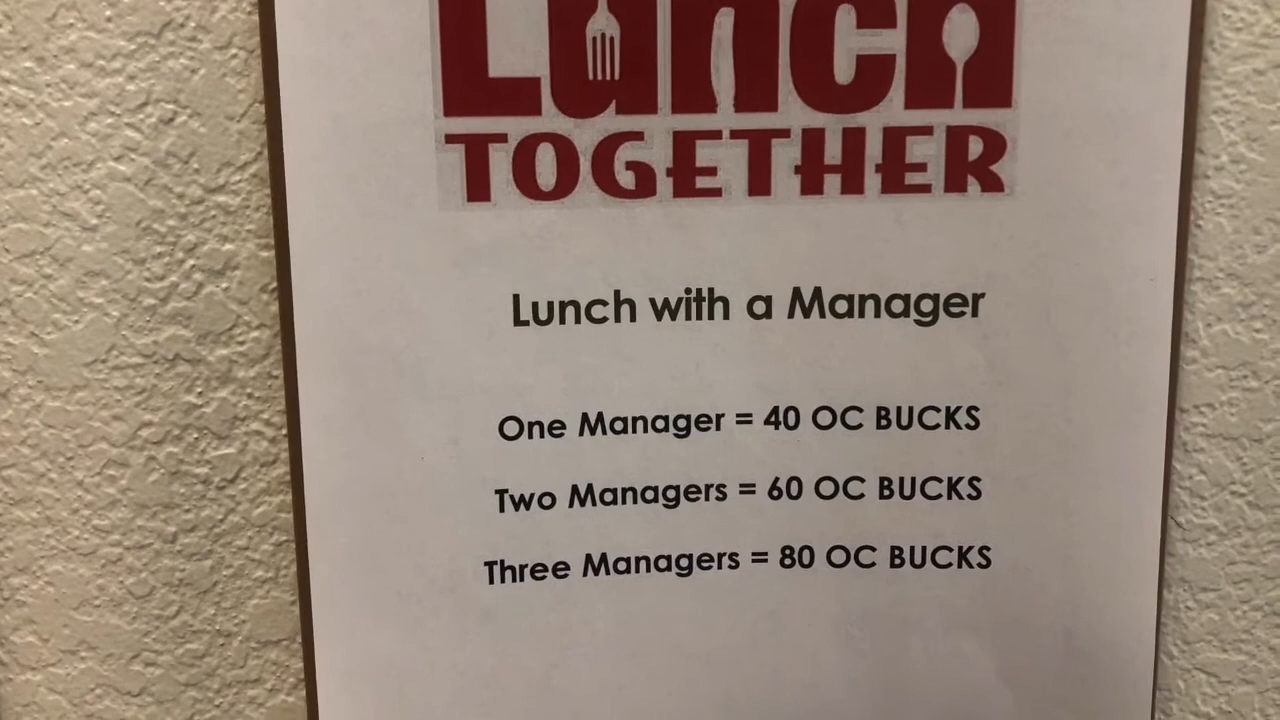 Lunch
TOGETHER
Lunch with a Manager
One Manager = 40 OC BUCKS
Two Managers = 60 OC BUCKS
Three Managers = 80 OC BUCKS